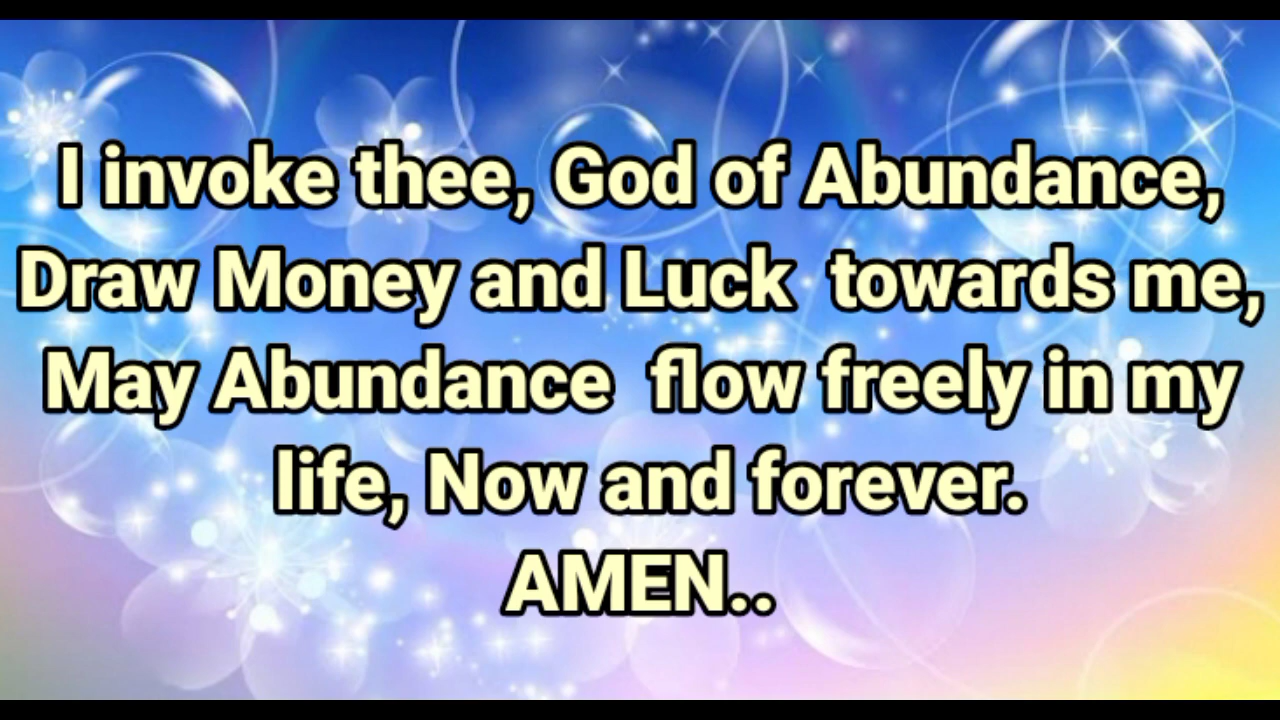 I invoke thee, God of Abundance,
Draw Money and Luck  towards me,
May Abundance  flow freely in my
life, Now and forever.
AMEN..